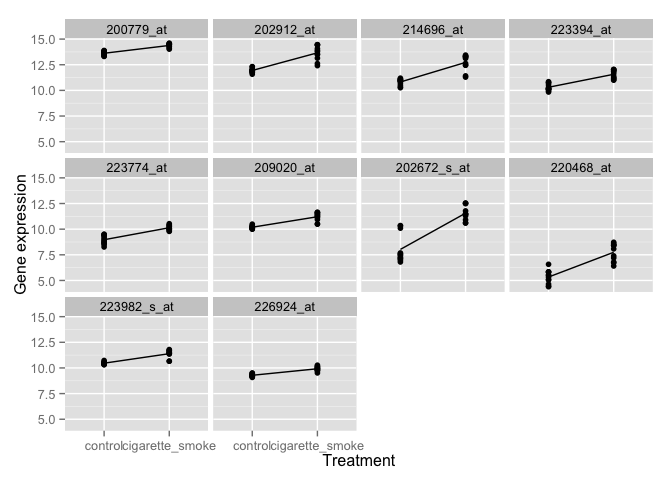 200779_at 202912_at 214696_at 223394_at
15.0
12.5
10.0
7.5
5.0
223774_at 209020_at 202672_s_at 220468_at
15.0
12.5
10.0
7.5
5.0
223982_s_at 226924_at
15.0
12.5
10.0
7.5
5.0
Gene expression
controlcigarette_smoke controlcigarette_smoke
Treatment